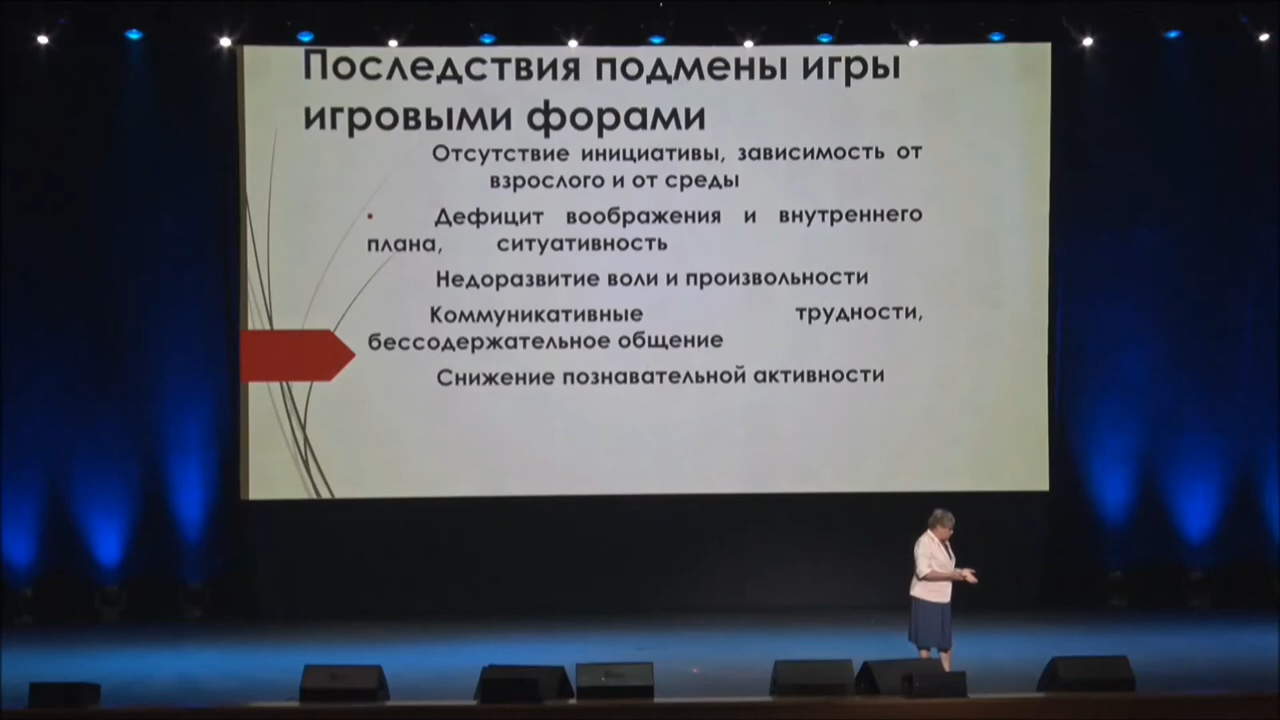 Последствия подмены игры
игровыми форами
Отсутствие инициативы, зависимость от
взрослого и от среды
• Дефицит воображения и внутреннего
плана, ситуативность
Недоразвитие воли и произвольности
Коммуникативные трудности,
бессодержательное общение
Снижение познавательной активности